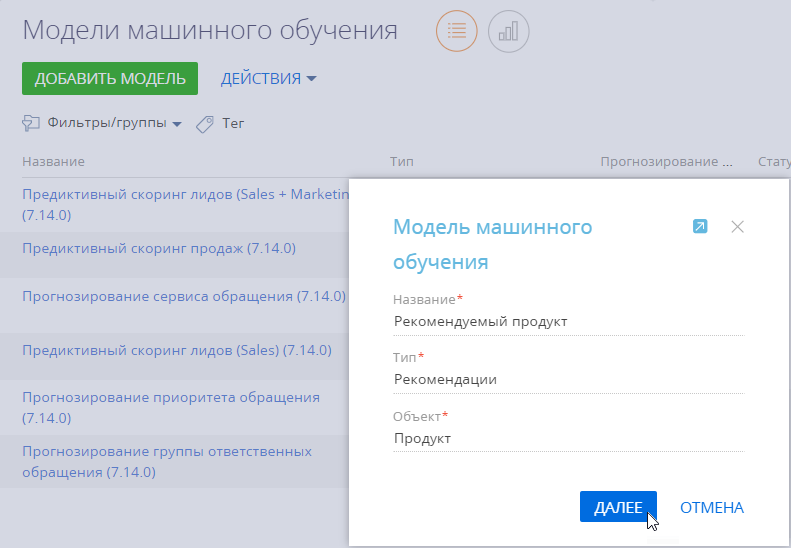 Модели машинного обучения
ДОБАВИТЬ МОДЕЛЬ
ДЕЙСТВИЯ
Фильтры/группы
Тег
Название
Тип
Прогнозирование ...
Стату
Предиктивный скоринг лидов (Sales + Marketin
(7.14.0)
Предиктивный скоринг продаж (7.14.0)
Прогнозирование сервиса обращения (7.14.0)
Предиктивный скоринг лидов (Sales) (7.14.0)
Прогнозирование приоритета обращения
(7.14.0)
Прогнозирование группы ответственных
обращения (7.14.0)
Модель машинного
обучения
Название*
Рекомендуемый продукт
Тип*
Рекомендации
Объект*
Продукт
ДАЛЕЕ
ОТМЕНА